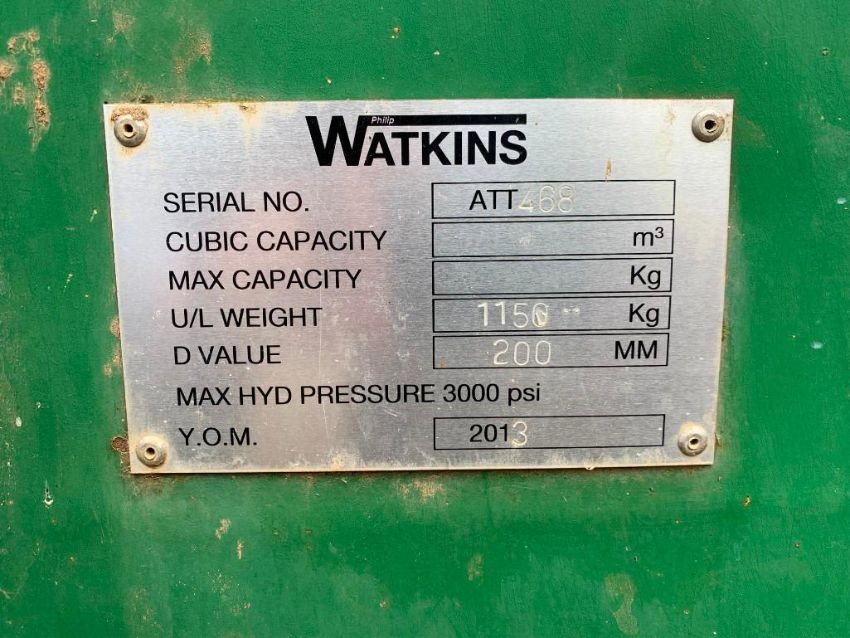 Philip
WATKINS
SERIAL NO. ATT468
CUBIC CAPACITY m³
MAX CAPACITY Kg
U/L WEIGHT 1150 Kg
D VALUE 200 MM
MAX HYD PRESSURE 3000 psi
Y.O.M. 2013